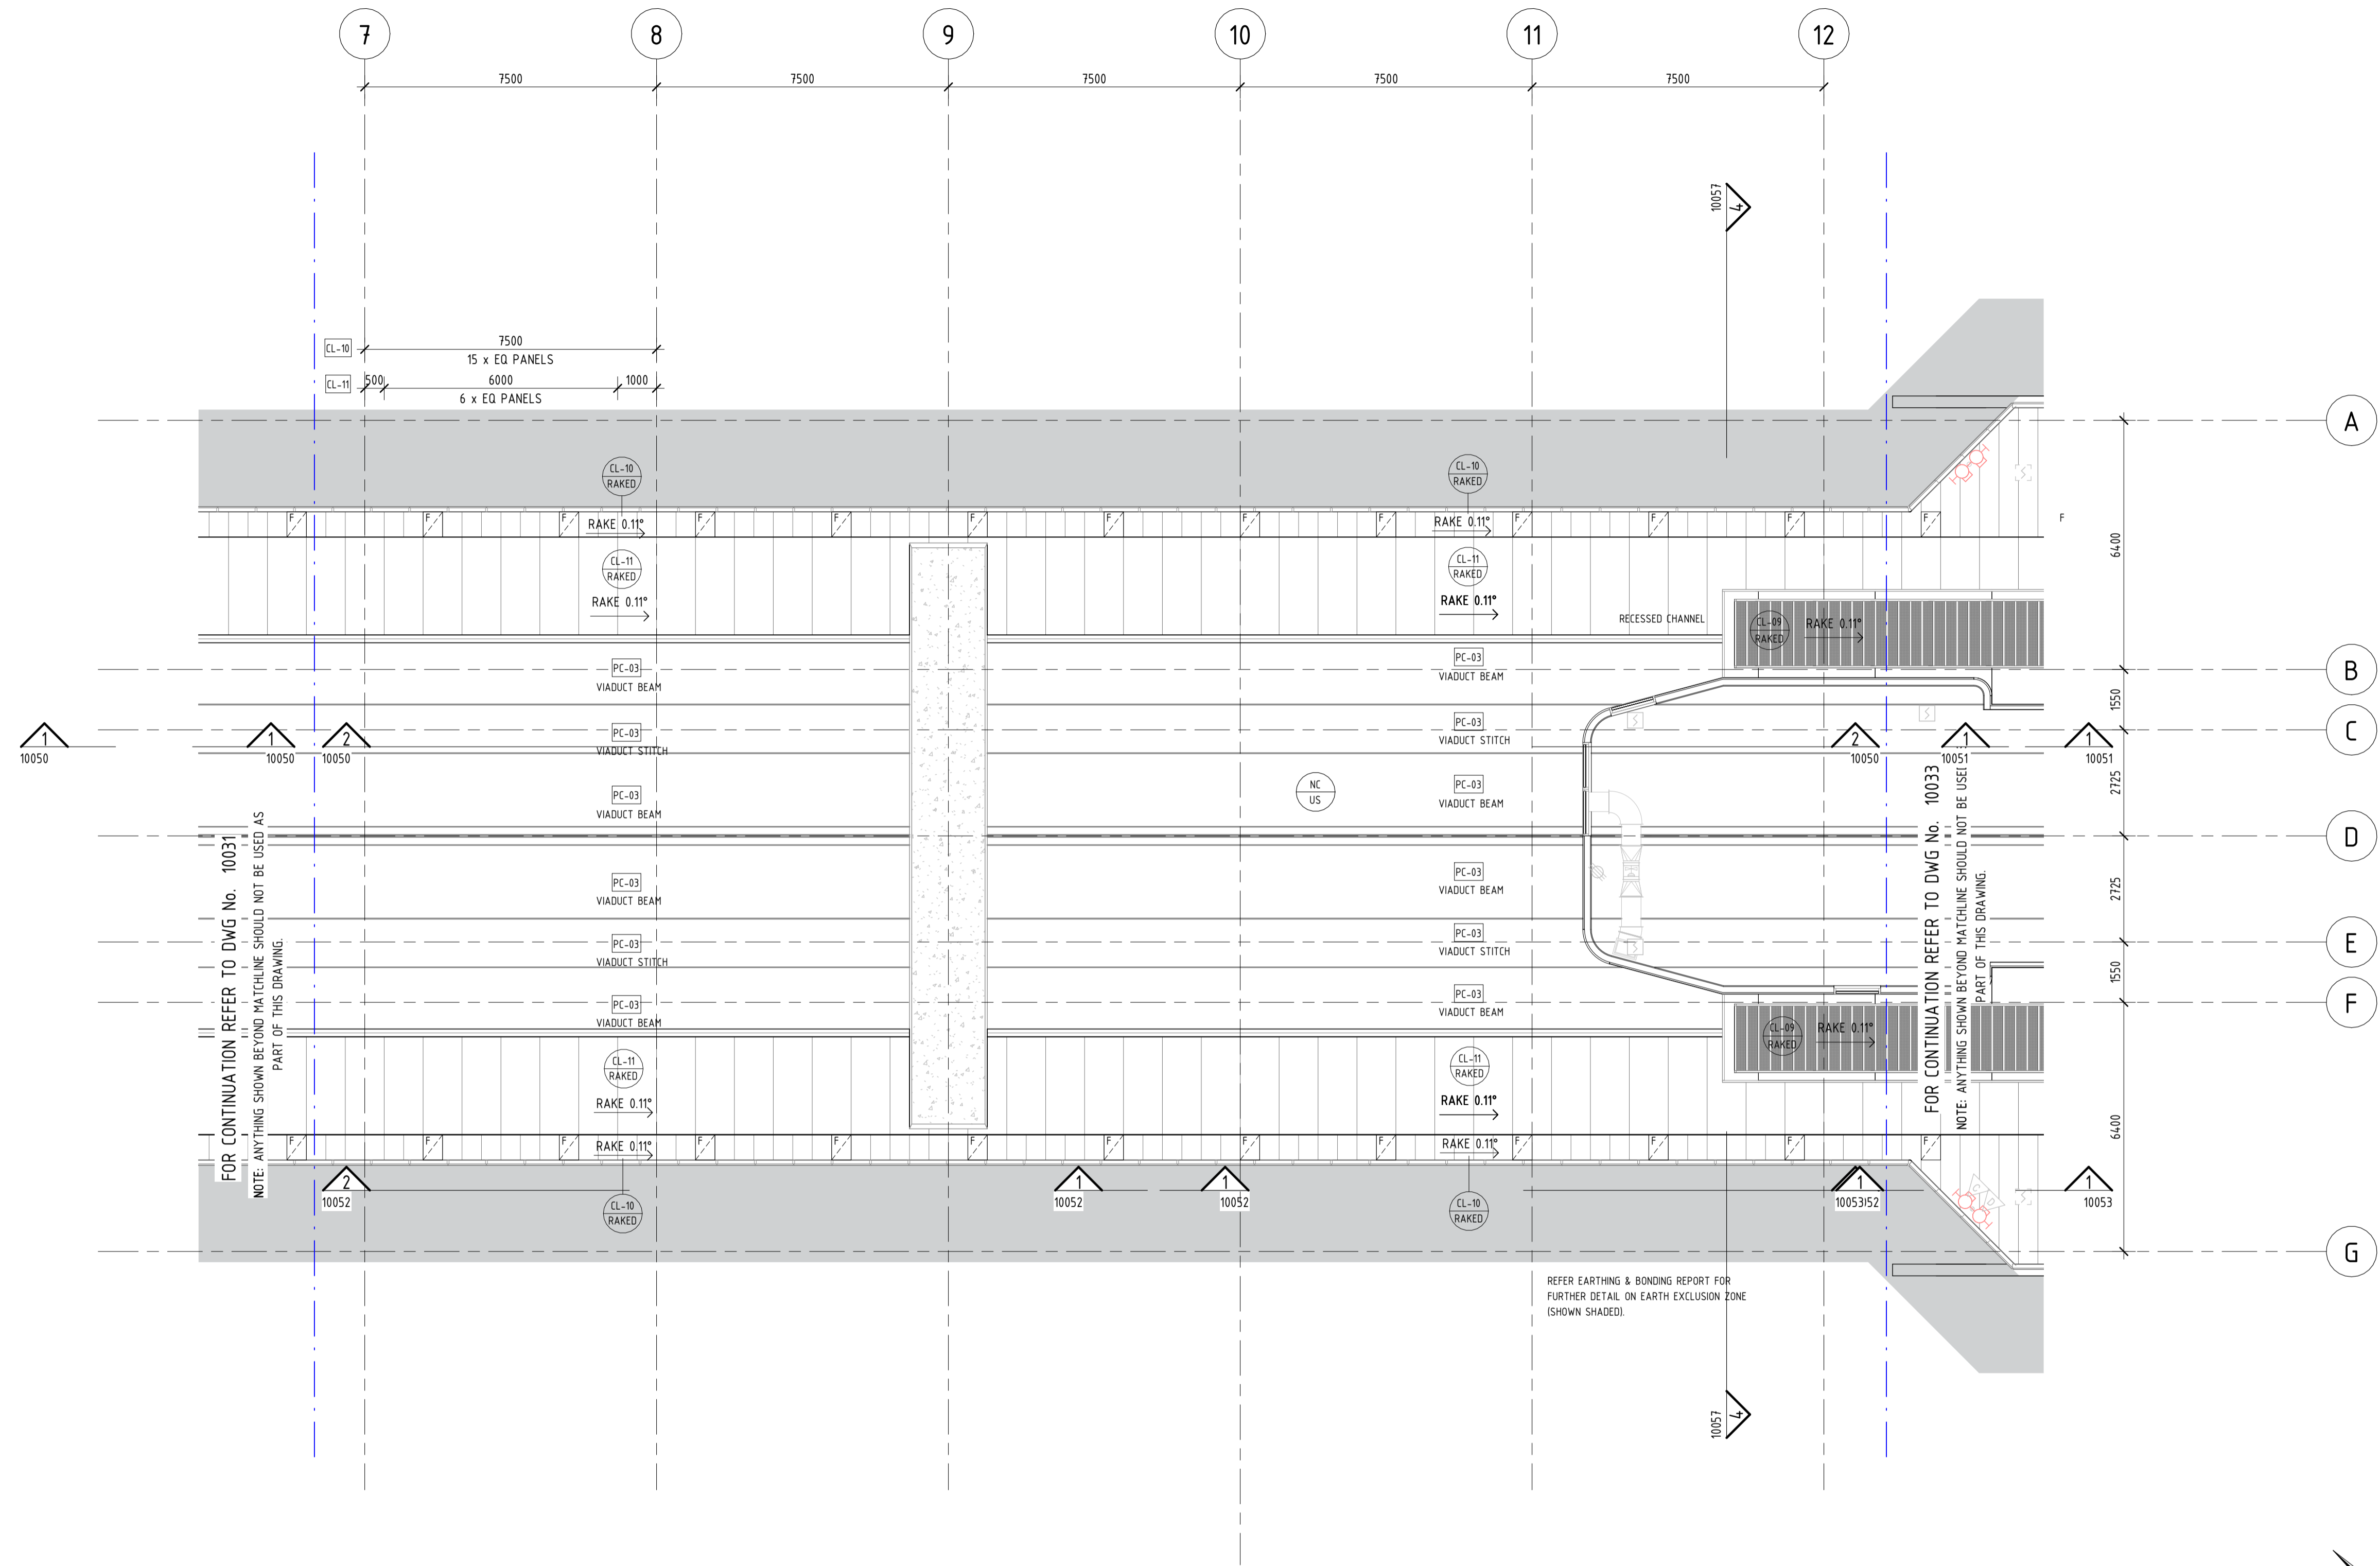 7
8
9
10
11
12
7500
7500
7500
7500
7500
10057
4
CL-10
7500
15 x EQ PANELS
CL-11
500
6000
1000
6 x EQ PANELS
A
CL-10
RAKED
CL-10
RAKED
F
F
F
F
F
F
F
F
F
F
F
F
F
F
RAKE 0.11°
RAKE 0.11°
6400
CL-11
RAKED
CL-11
RAKED
RAKE 0.11°
RAKE 0.11°
RECESSED CHANNEL
CL-09
RAKED
RAKE 0.11°
PC-03
VIADUCT BEAM
PC-03
VIADUCT BEAM
B
1550
PC-03
VIADUCT STITCH
PC-03
VIADUCT STITCH
C
1
10050
1
10050
2
10050
2
10050
1
10051
1
10051
2725
PC-03
VIADUCT BEAM
NC
US
PC-03
VIADUCT BEAM
D
FOR CONTINUATION REFER TO DWG No. 10031
NOTE: ANYTHING SHOWN BEYOND MATCHLINE SHOULD NOT BE USED AS
PART OF THIS DRAWING.
FOR CONTINUATION REFER TO DWG No. 10033
NOTE: ANYTHING SHOWN BEYOND MATCHLINE SHOULD NOT BE USED
PART OF THIS DRAWING.
PC-03
VIADUCT BEAM
PC-03
VIADUCT BEAM
2725
PC-03
VIADUCT STITCH
PC-03
VIADUCT STITCH
E
1550
PC-03
VIADUCT BEAM
PC-03
VIADUCT BEAM
F
CL-09
RAKED
RAKE 0.11°
CL-11
RAKED
CL-11
RAKED
RAKE 0.11°
RAKE 0.11°
6400
F
F
F
F
F
F
F
F
F
F
F
F
F
RAKE 0.11°
RAKE 0.11°
2
10052
1
10052
1
10052
1
10053
1
10053
CL-10
RAKED
CL-10
RAKED
G
REFER EARTHING & BONDING REPORT FOR
FURTHER DETAIL ON EARTH EXCLUSION ZONE
(SHOWN SHADED).
10057
4